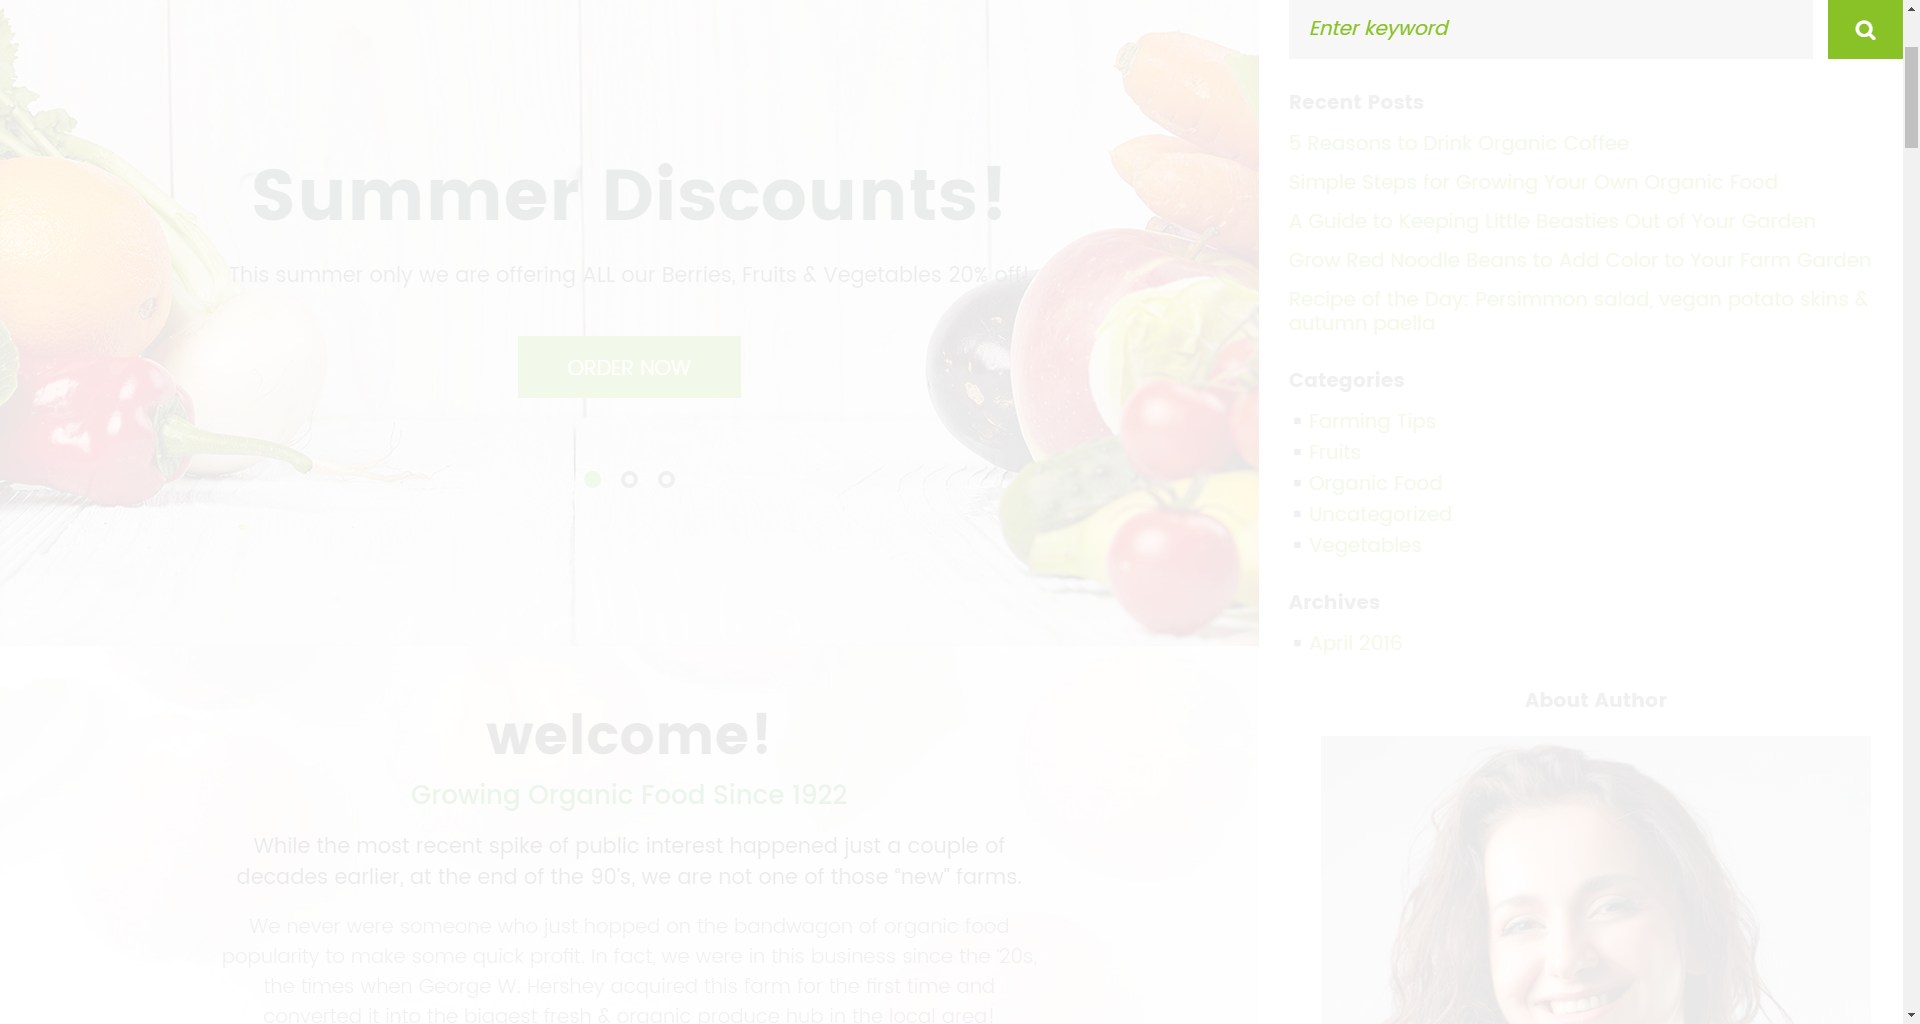 Summer Discounts!
This summer only we are offering ALL our Berries, Fruits & Vegetables 20% off!
ORDER NOW
welcome!
Growing Organic Food Since 1922
While the most recent spike of public interest happened just a couple of
decades earlier, at the end of the 90's, we are not one of those "new" farms.
We never were someone who just hopped on the bandwagon of organic food
popularity to make some quick profit. In fact, we were in this business since the '20s,
the times when George W. Hershey acquired this farm for the first time and
converted it into the biggest fresh & organic produce hub in the local area!
Enter keyword
Recent Posts
5 Reasons to Drink Organic Coffee
Simple Steps for Growing Your Own Organic Food
A Guide to Keeping Little Beasties Out of Your Garden
Grow Red Noodle Beans to Add Color to Your Farm Garden
Recipe of the Day: Persimmon salad, vegan potato skins &
autumn paella
Categories
Farming Tips
Fruits
Organic Food
Uncategorized
Vegetables
Archives
April 2016
About Author